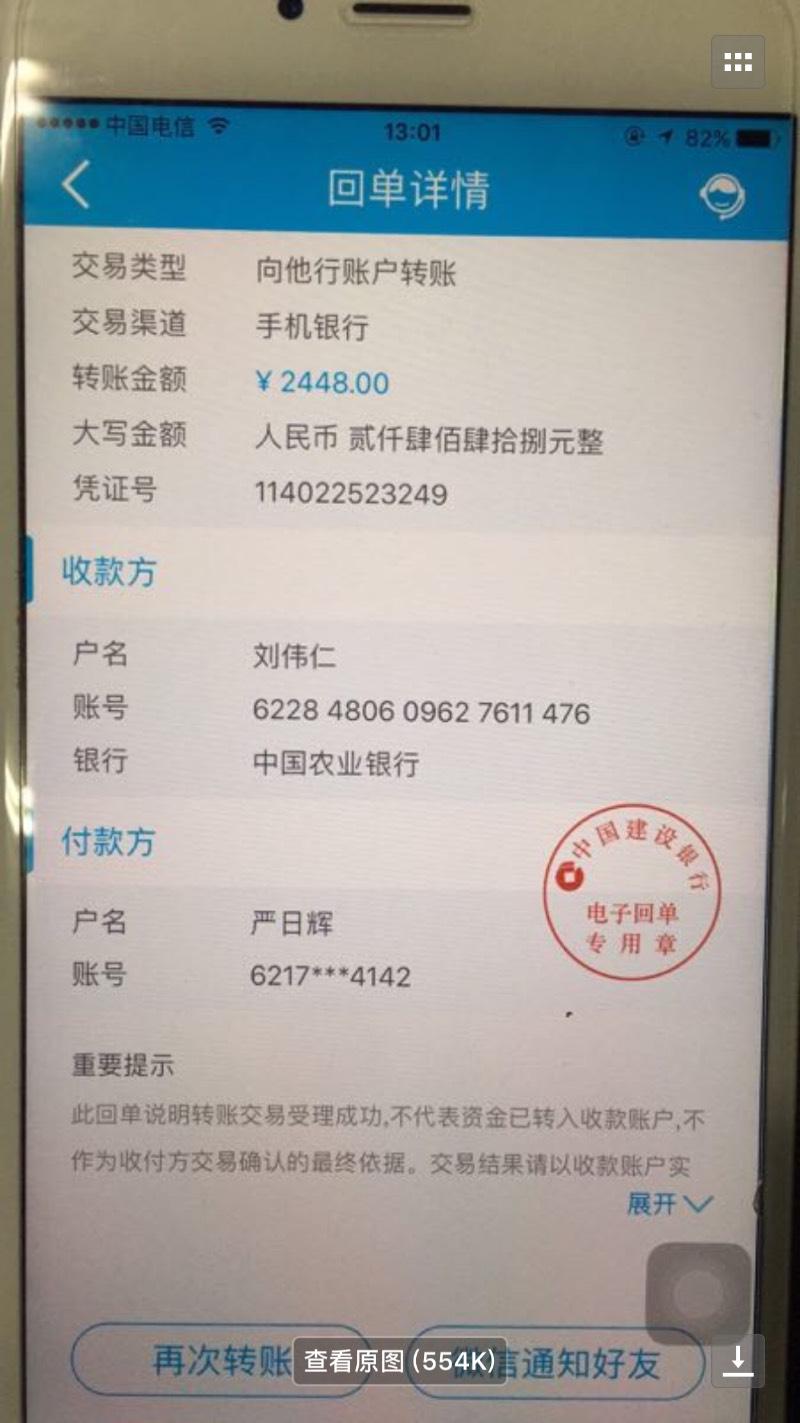 中国电信 13:01 82%
回单详情
交易类型 向他行账户转账
交易渠道 手机银行
转账金额 ¥ 2448.00
大写金额 人民币 贰仟肆佰肆拾捌元整
凭证号 114022523249
收款方
户名 刘伟仁
账号 6228 4806 0962 7611 476
银行 中国农业银行
付款方
中国建设银行
电子回单
专用章
户名 严日辉
账号 6217***4142
重要提示
此回单说明转账交易受理成功,不代表资金已转入收款账户,不
作为收付方交易确认的最终依据。交易结果请以收款账户实
展开
再次转账 查看原图 (554K) 微信通知好友